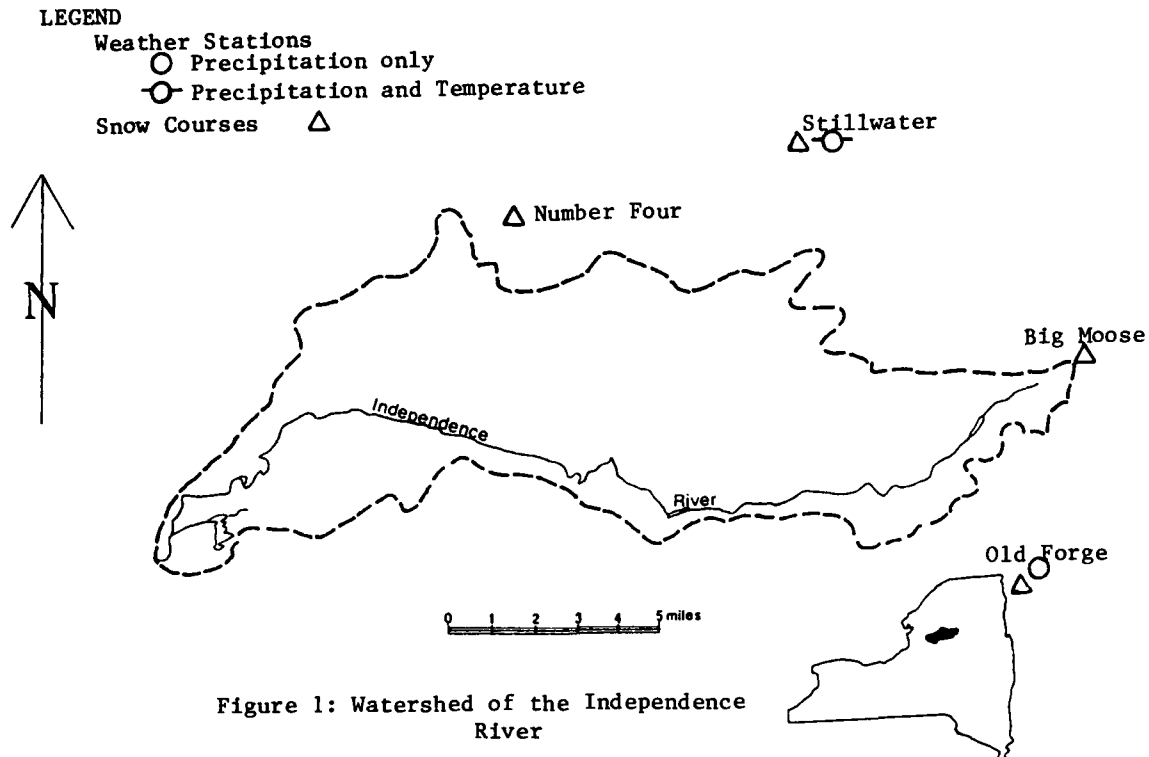 LEGEND
Weather Stations
Precipitation only
Precipitation and Temperature
Snow Courses
Stillwater
Number Four
N
Big Moose
Independence
River
Old Forge
0 1 2 3 4 5 miles
Figure 1: Watershed of the Independence
River